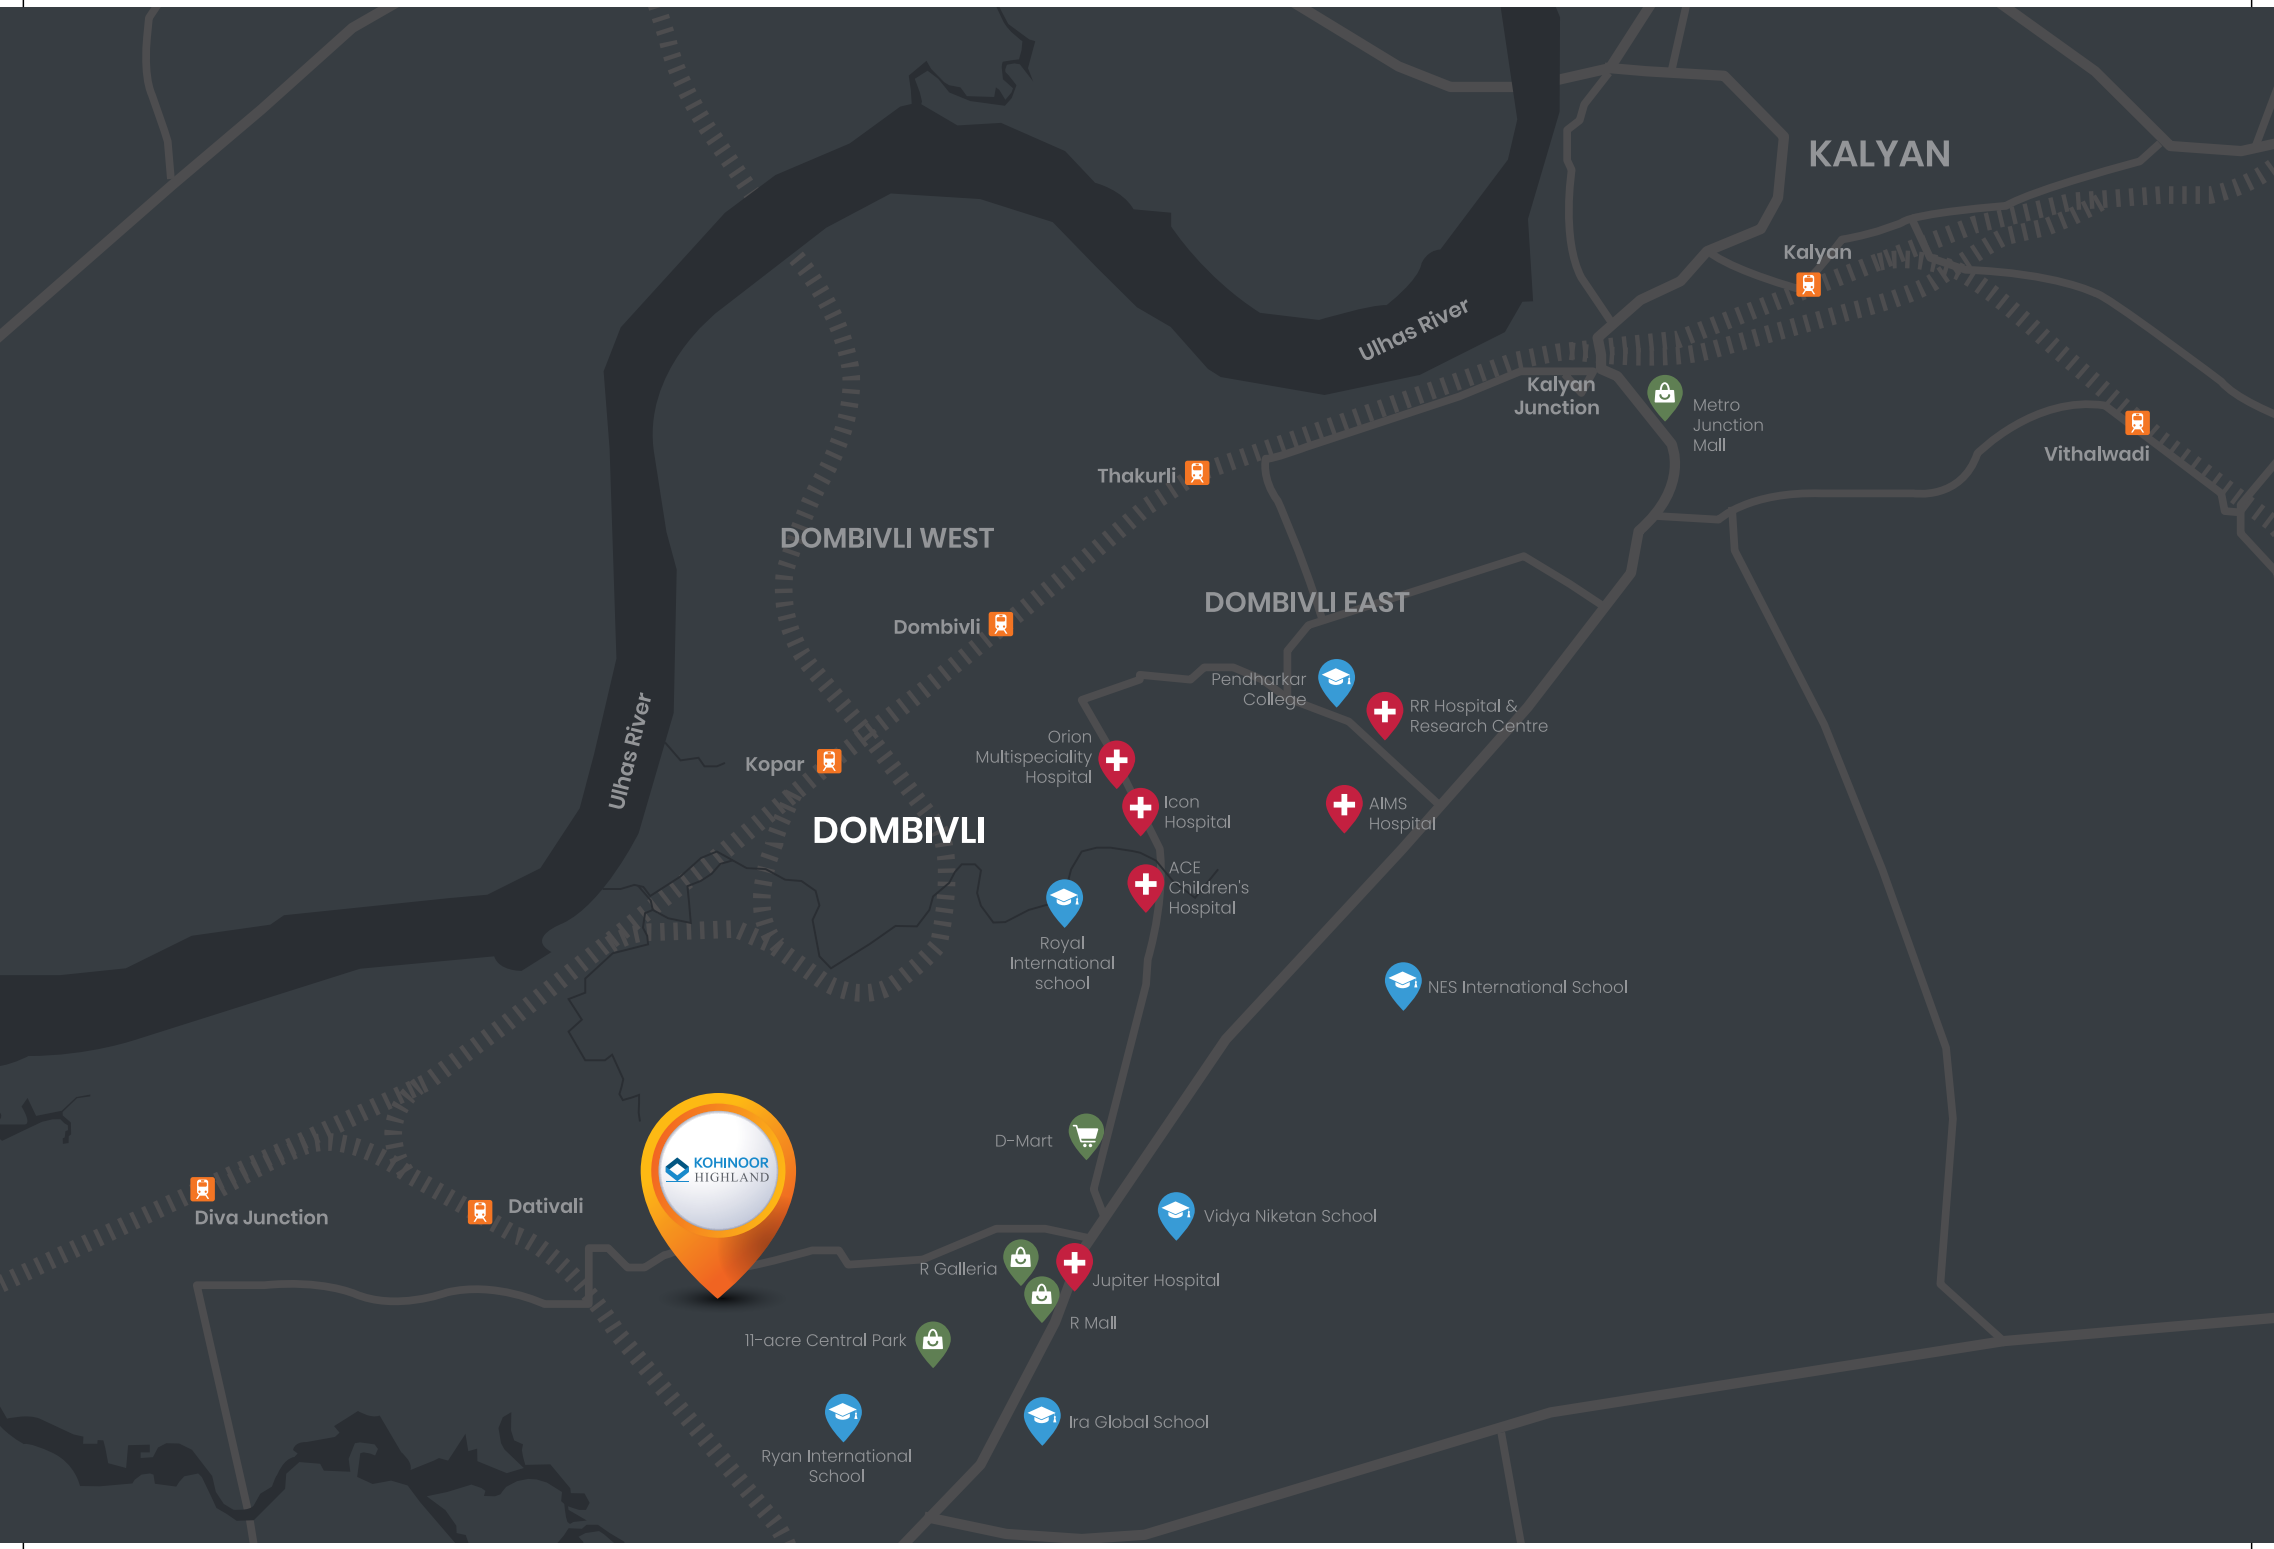 KALYAN
Kalyan
Ulhas River
Kalyan
Junction
Metro
Junction
Mall
Vithalwadi
Thakurli
DOMBIVLI WEST
DOMBIVLI EAST
Dombivli
Pendharkar
College
RR Hospital &
Research Centre
Ulhas River
Kopar
Orion
Multispeciality
Hospital
Icon
Hospital
AIMS
Hospital
DOMBIVLI
ACE
Children's
Hospital
Royal
International
school
NES International School
D-Mart
KOHINOOR
HIGHLAND
Diva Junction
Dativali
Vidya Niketan School
R Galleria
Jupiter Hospital
R Mall
11-acre Central Park
Ira Global School
Ryan International
School